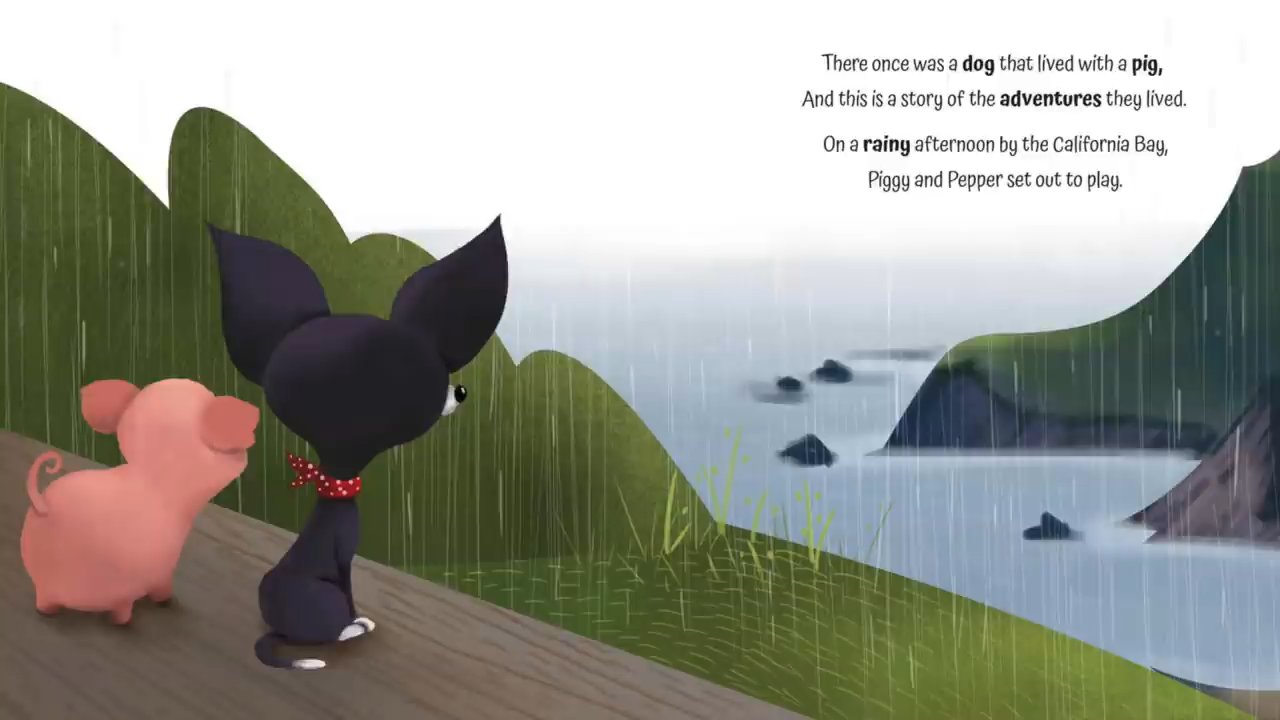 There once was a dog that lived with a pig,
And this is a story of the adventures they lived.
On a rainy afternoon by the California Bay,
Piggy and Pepper set out to play.